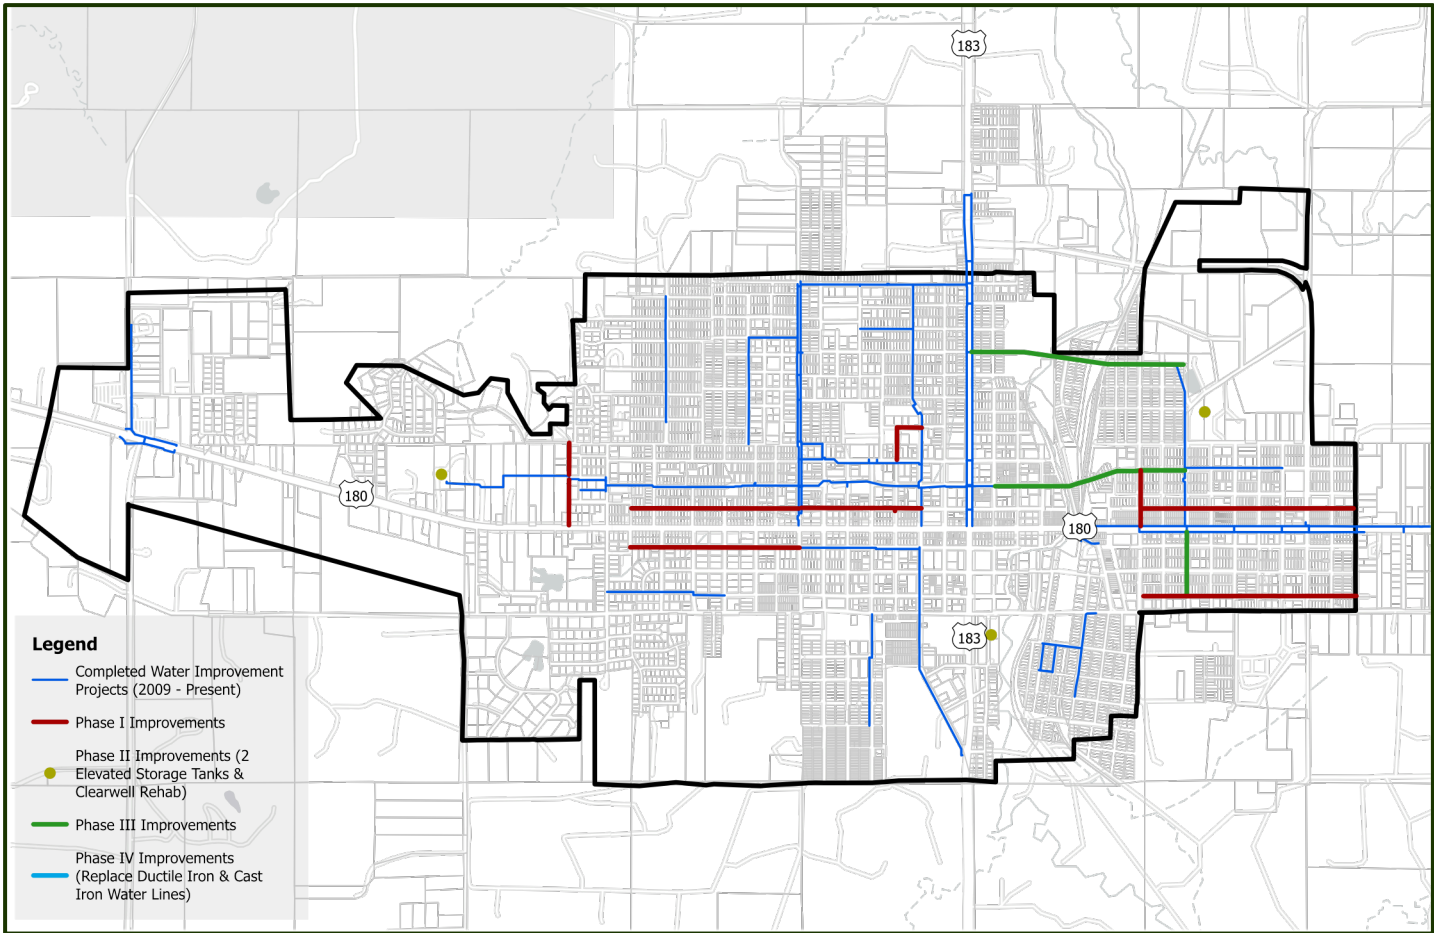 183
180
180
183
Legend
Completed Water Improvement
Projects (2009 - Present)
Phase I Improvements
Phase II Improvements (2
Elevated Storage Tanks &
Clearwell Rehab)
Phase III Improvements
Phase IV Improvements
(Replace Ductile Iron & Cast
Iron Water Lines)